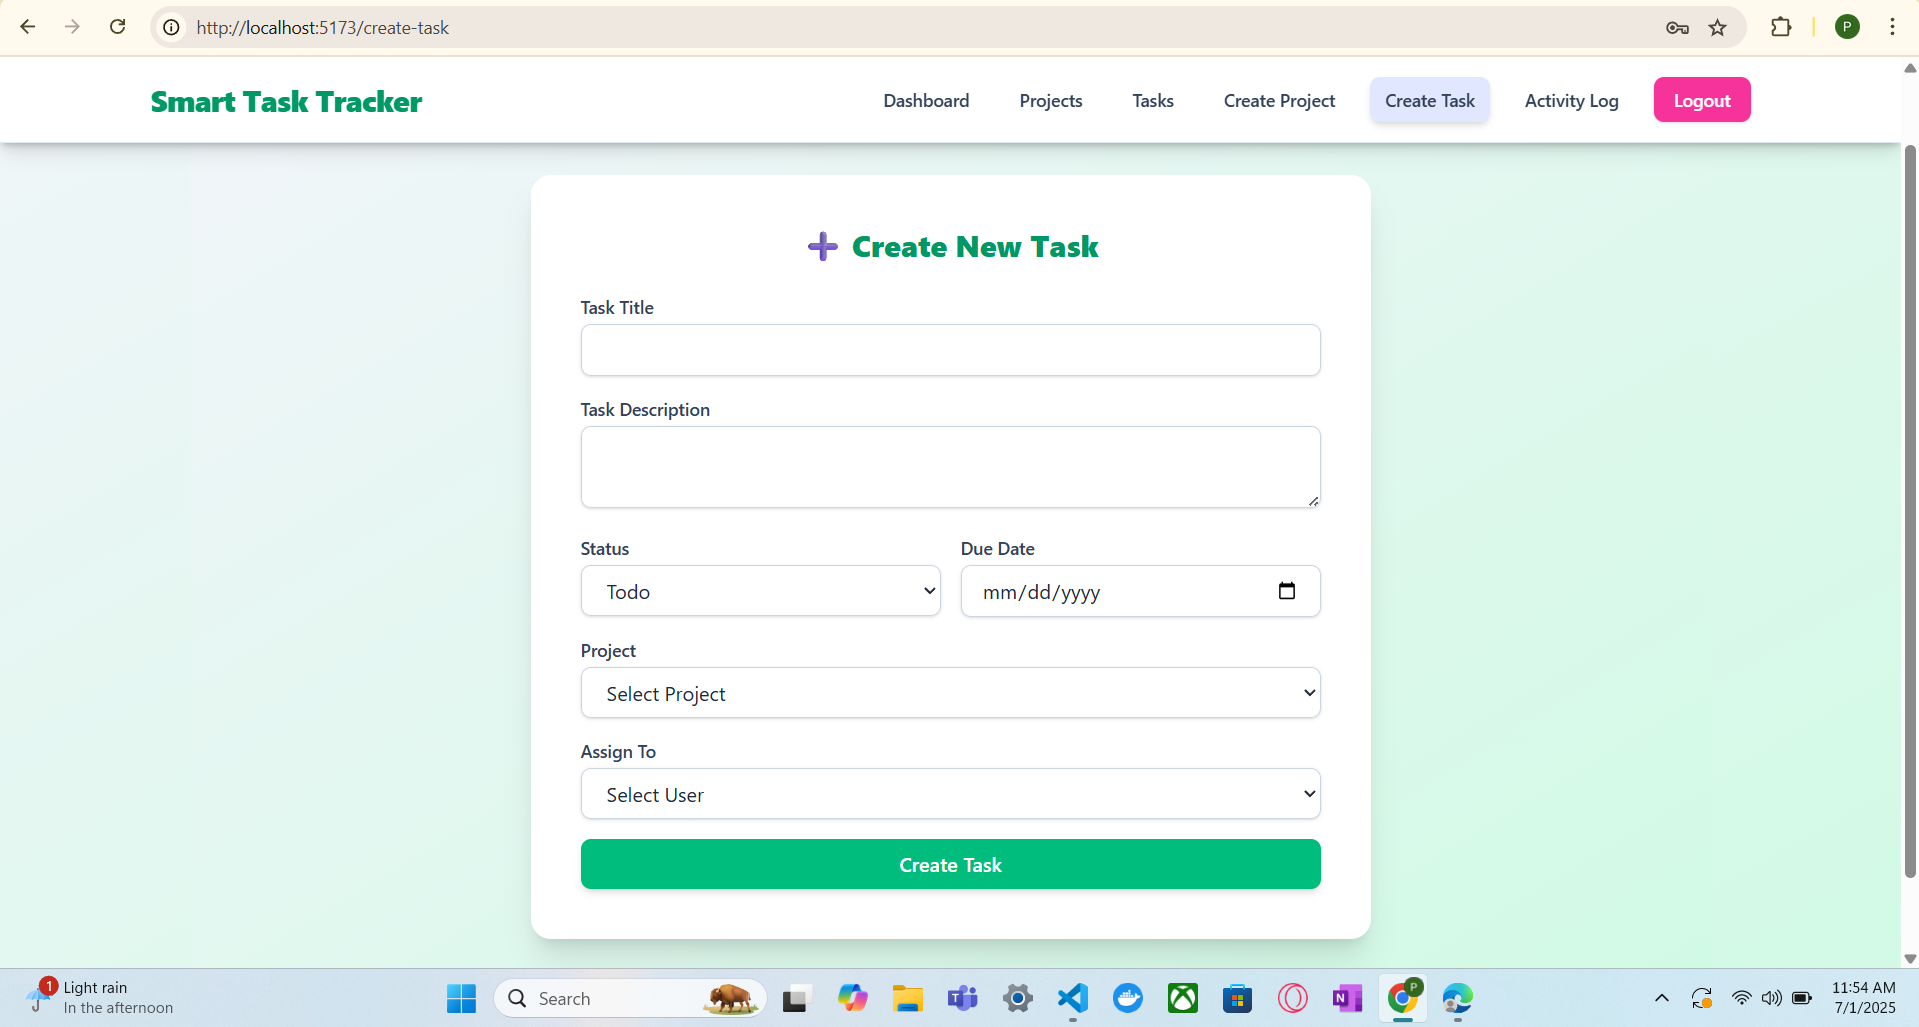 http://localhost:5173/create-task
P
Smart Task Tracker
Dashboard
Projects
Tasks
Create Project
Create Task
Activity Log
Logout
Create New Task
Task Title
Task Description
Status
Due Date
Todo
mm/dd/yyyy
Project
Select Project
Assign To
Select User
Create Task
1
Light rain
In the afternoon
Search
T
N
P
11:54 AM
7/1/2025